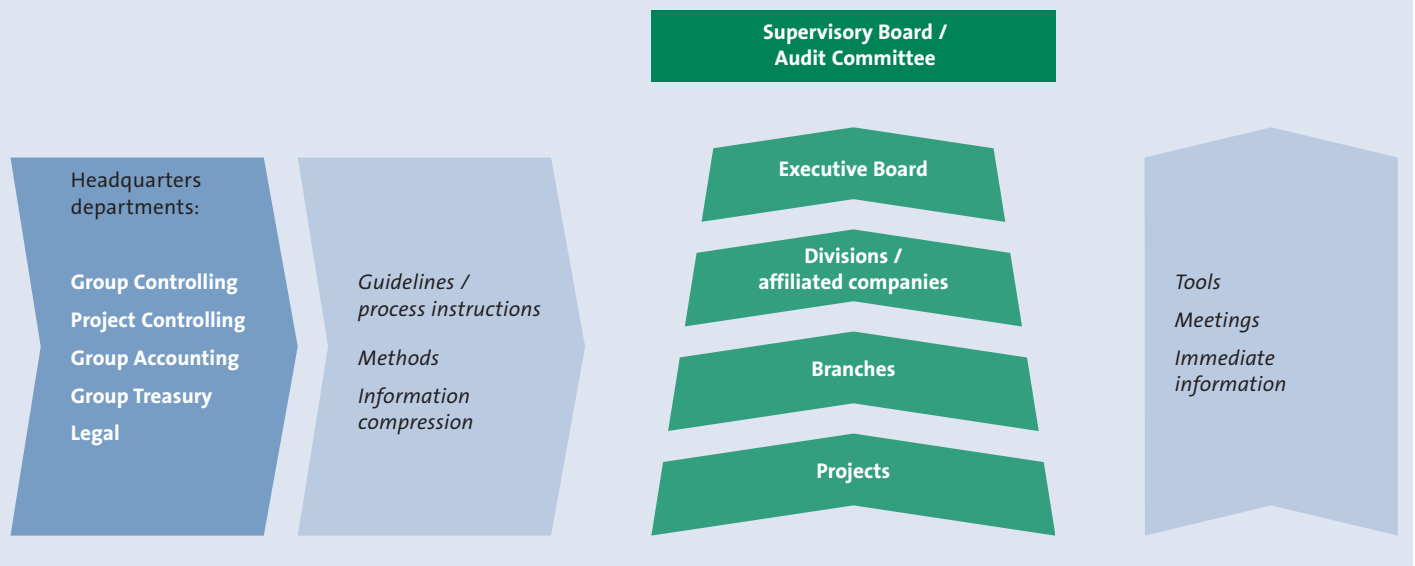 Supervisory Board /
Audit Committee
Headquarters
departments:
Group Controlling
Project Controlling
Group Accounting
Group Treasury
Legal
Guidelines /
process instructions
Methods
Information
compression
Executive Board
Divisions /
affiliated companies
Branches
Projects
Tools
Meetings
Immediate
information